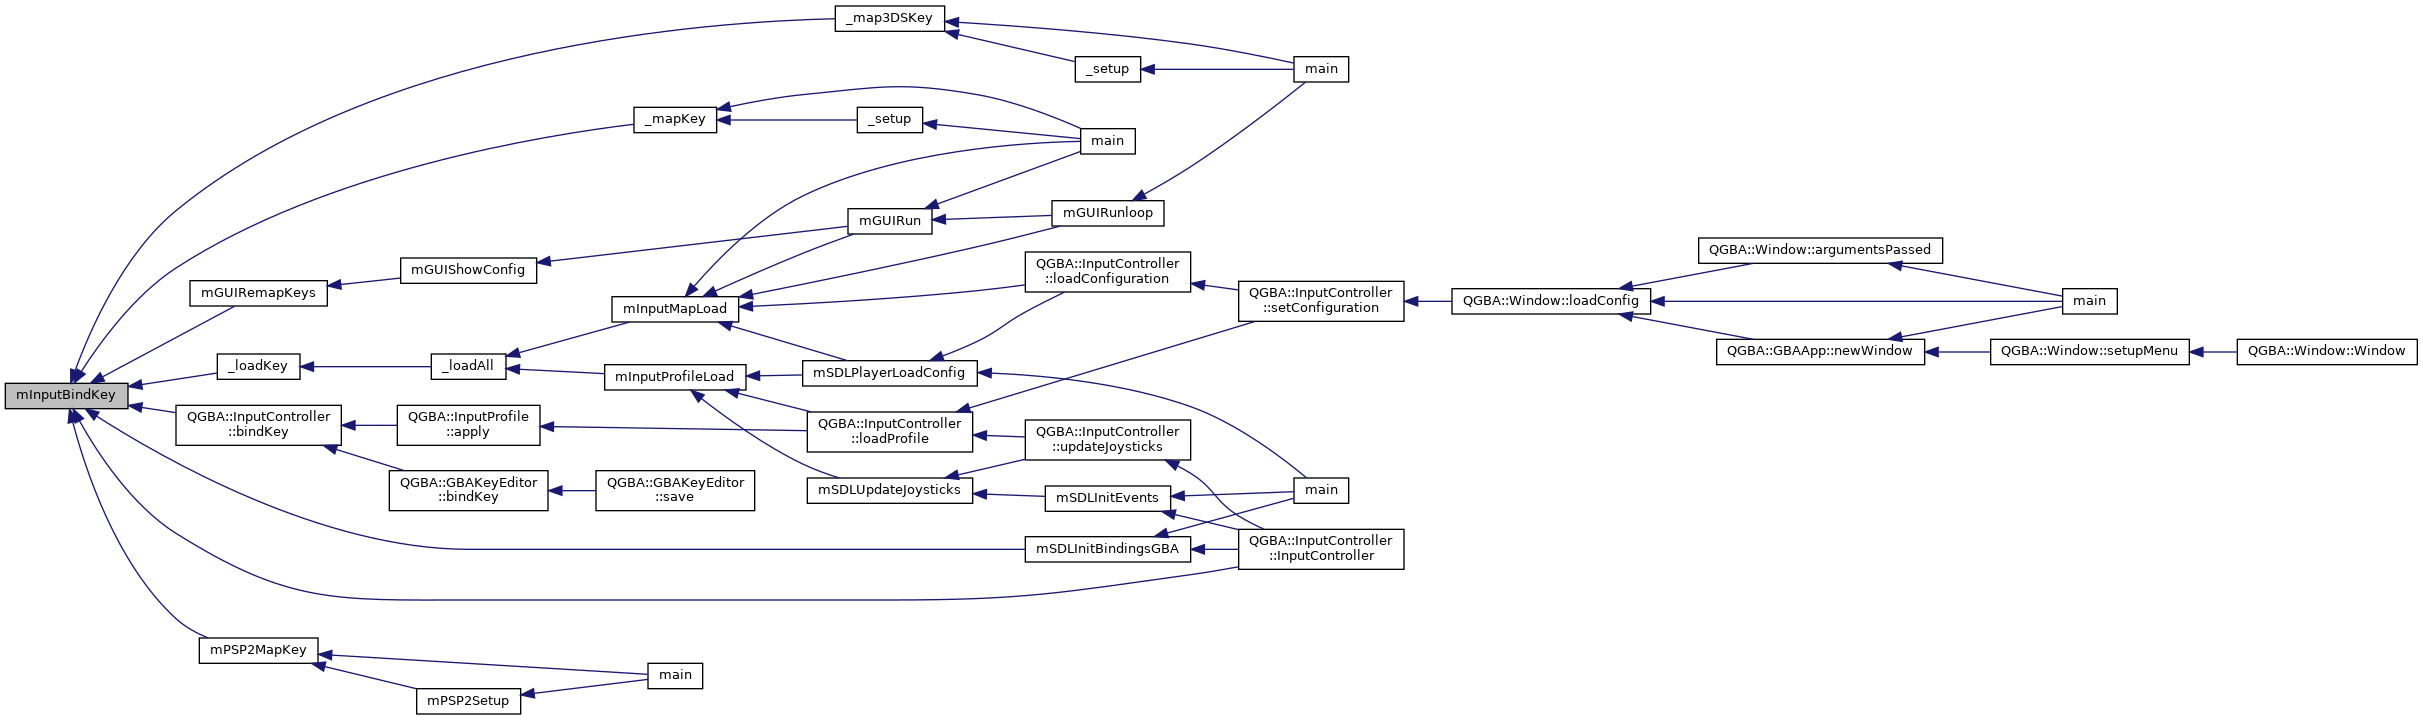 _map3DSKey
_setup
main
_mapKey
_setup
main
mGUIRun
mGUIRunloop
mGUIShowConfig
mGUIRemapKeys
mInputMapLoad
QGBA::InputController
::loadConfiguration
QGBA::InputController
::setConfiguration
QGBA::Window::loadConfig
QGBA::Window::argumentsPassed
main
QGBA::GBAApp::newWindow
QGBA::Window::setupMenu
QGBA::Window::Window
_loadKey
_loadAll
mInputProfileLoad
mSDLPlayerLoadConfig
mInputBindKey
QGBA::InputController
::bindKey
QGBA::InputProfile
::apply
QGBA::InputController
::loadProfile
QGBA::InputController
::updateJoysticks
QGBA::GBAKeyEditor
::bindKey
QGBA::GBAKeyEditor
::save
mSDLUpdateJoysticks
mSDLInitEvents
main
mSDLInitBindingsGBA
QGBA::InputController
::InputController
mPSP2MapKey
main
mPSP2Setup